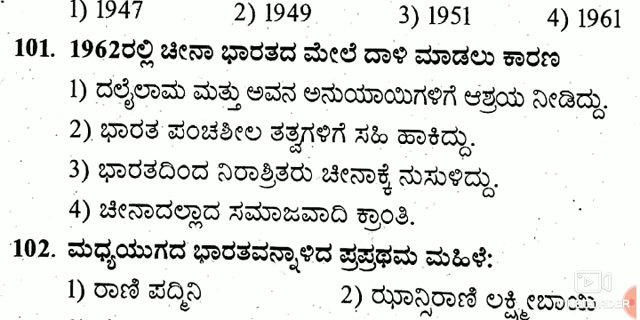 1) 1947 2) 1949 3) 1951 4) 1961
101. 1962ರಲ್ಲಿ ಚೀನಾ ಭಾರತದ ಮೇಲೆ ದಾಳಿ ಮಾಡಲು ಕಾರಣ
1) ದಲೈಲಾಮ ಮತ್ತು ಅವನ ಅನುಯಾಯಿಗಳಿಗೆ ಆಶ್ರಯ ನೀಡಿದ್ದು.
2) ಭಾರತ ಪಂಚಶೀಲ ತತ್ವಗಳಿಗೆ ಸಹಿ ಹಾಕಿದ್ದು.
3) ಭಾರತದಿಂದ ನಿರಾಶ್ರಿತರು ಚೀನಾಕ್ಕೆ ನುಸುಳಿದ್ದು.
4) ಚೀನಾದಲ್ಲಾದ ಸಮಾಜವಾದಿ ಕ್ರಾಂತಿ.
102. ಮಧ್ಯಯುಗದ ಭಾರತವನ್ನಾಳಿದ ಪ್ರಪ್ರಥಮ ಮಹಿಳೆ:
1) ರಾಣಿ ಪದ್ಮಿನಿ 2) ಝಾನ್ಸಿರಾಣಿ ಲಕ್ಷ್ಮೀಬಾಯಿ